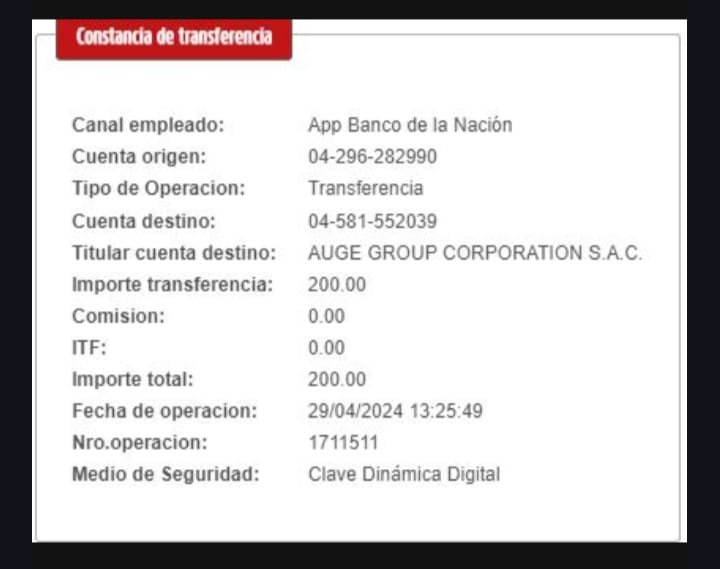 Constancia de transferencia
Canal empleado: App Banco de la Nación
Cuenta origen: 04-296-282990
Tipo de Operacion: Transferencia
Cuenta destino: 04-581-552039
Titular cuenta destino: AUGE GROUP CORPORATION S.A.C.
Importe transferencia: 200.00
Comision: 0.00
ITF: 0.00
Importe total: 200.00
Fecha de operacion: 29/04/2024 13:25:49
Nro.operacion: 1711511
Medio de Seguridad: Clave Dinámica Digital